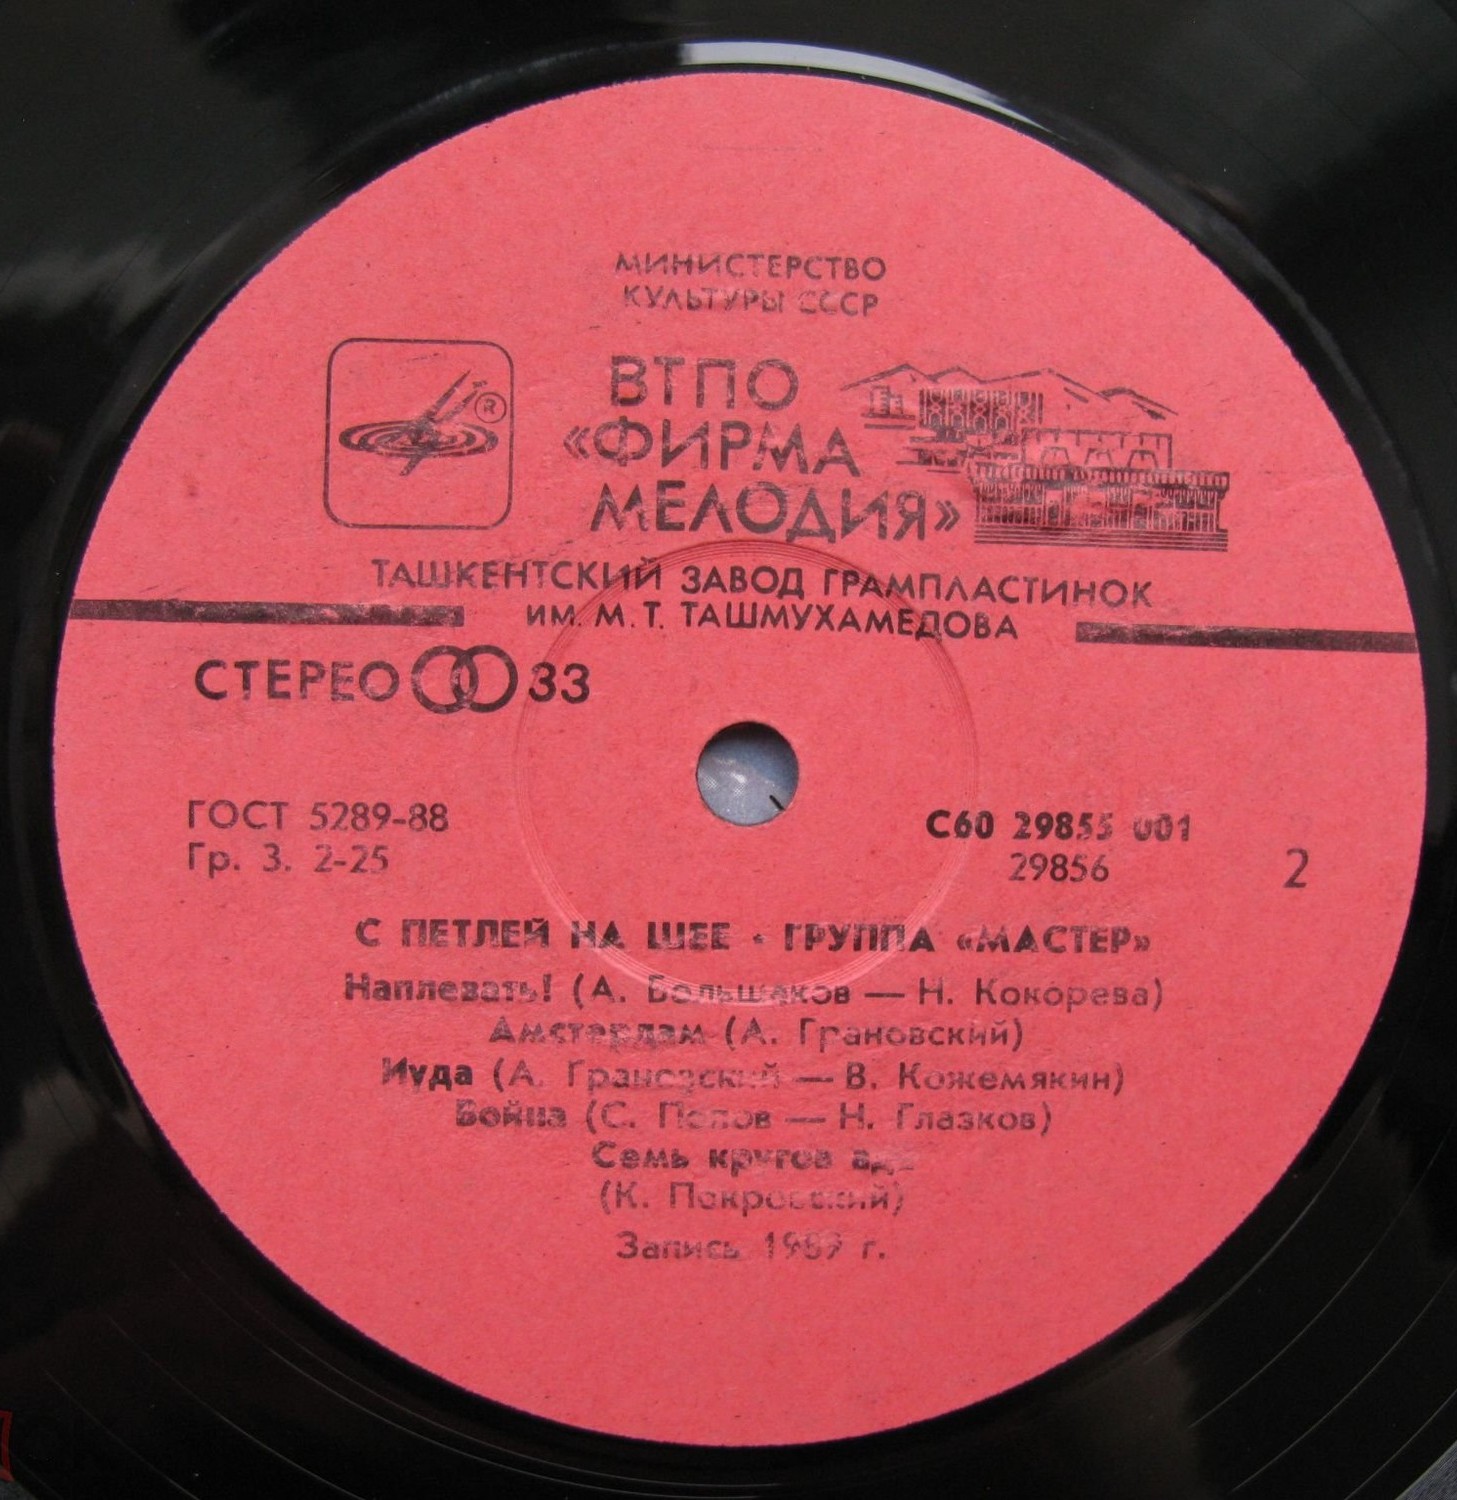 МИНИСТЕРСТВО
КУЛЬТУРЫ СССР
ВТПО
«ФИРМА
МЕЛОДИЯ»
®
ТАШКЕНТСКИЙ ЗАВОД ГРАМПЛАСТИНОК
ИМ. М. Т. ТАШМУХАМЕДОВА
СТЕРЕО 33
ГОСТ 5289-88
Гр. 3. 2-25
С60 29855 001
29856
2
С ПЕТЛЕЙ НА ШЕЕ • ГРУППА «МАСТЕР»
Наплевать! (А. Большаков — Н. Кокорева)
Амстердам (А. Грановский)
Иуда (А. Грановский — В. Кожемякин)
Война (С. Попов — Н. Глазков)
Семь кругов ада
(К. Покровский)
Запись 1989 г.